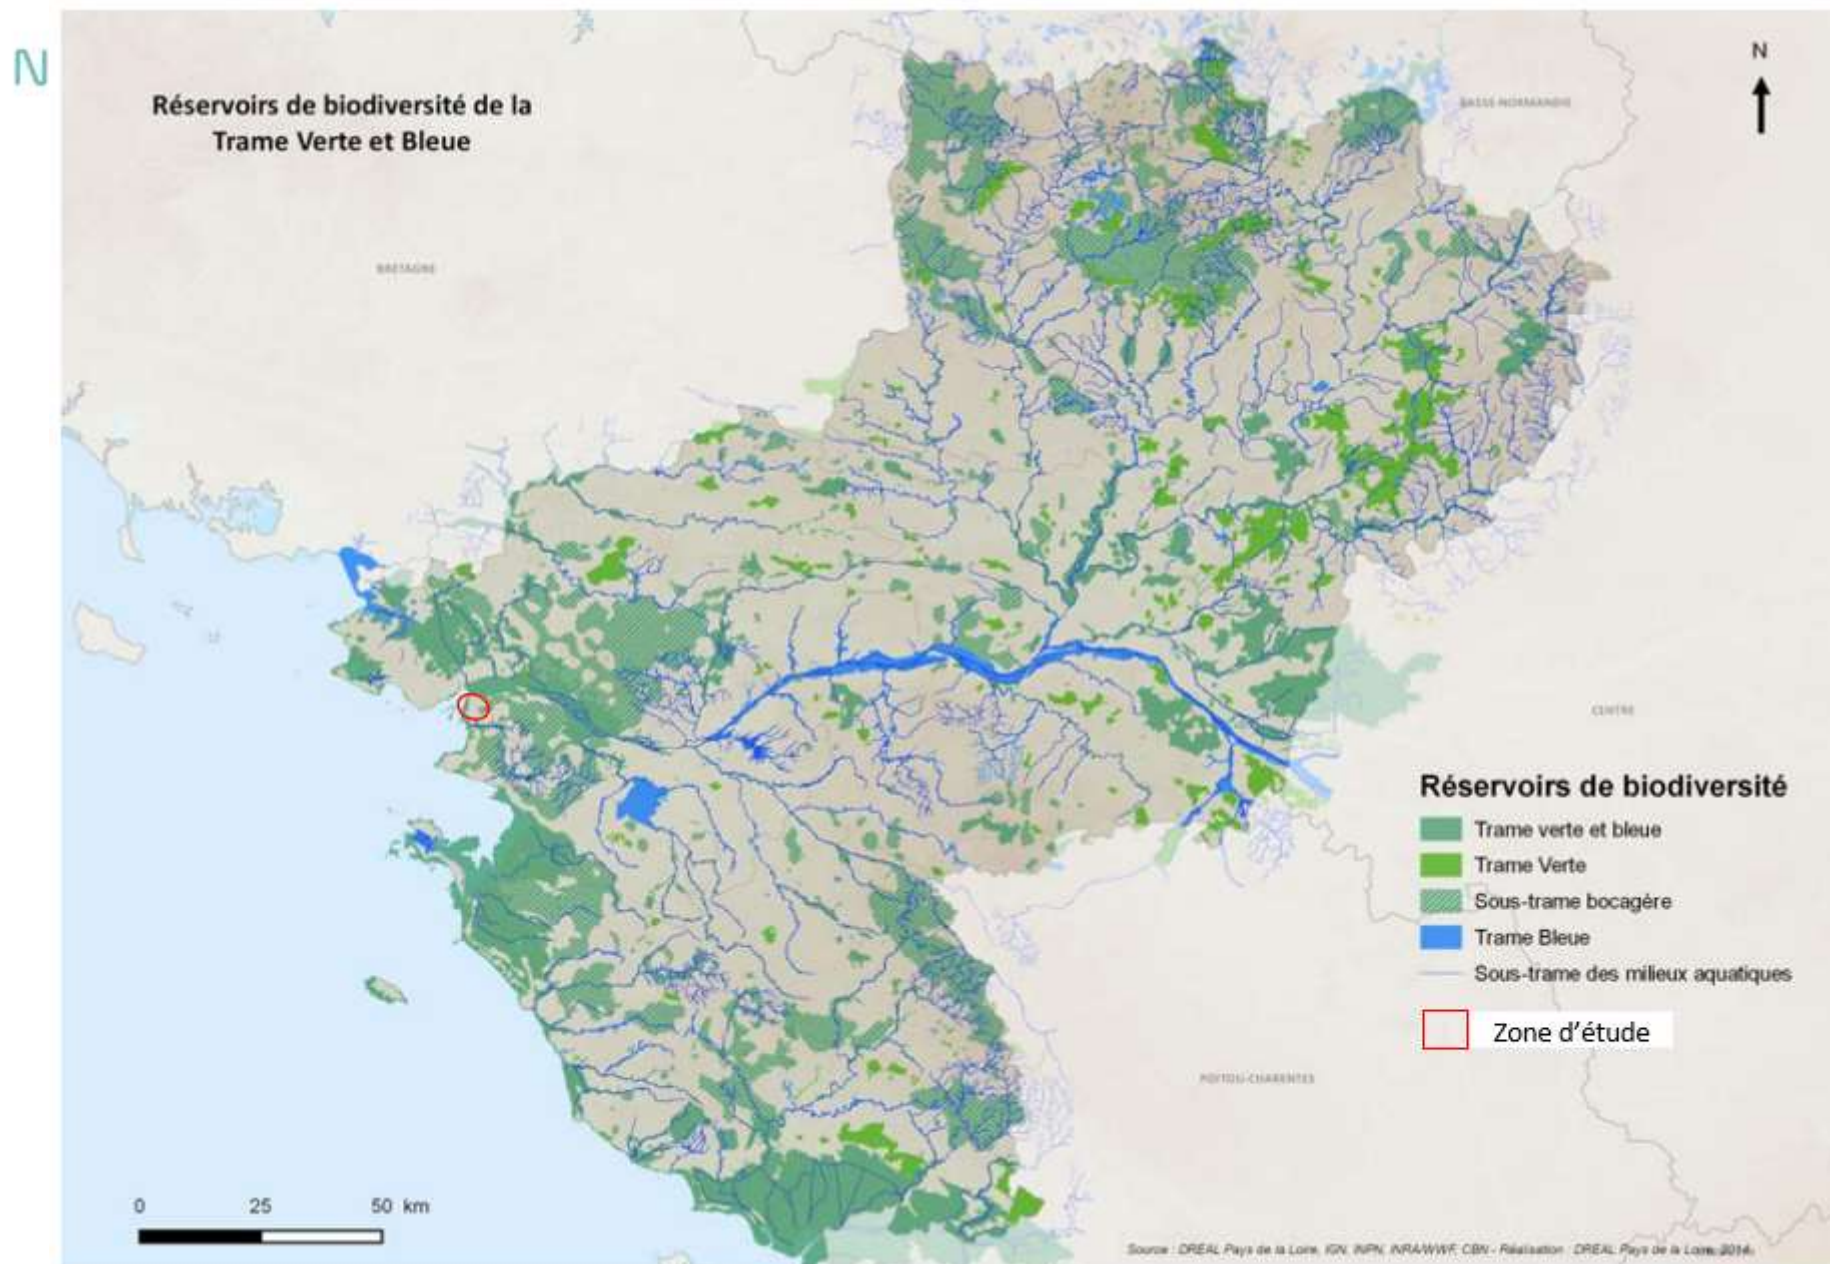 N
Réservoirs de biodiversité de la
Trame Verte et Bleue
N
BASSE-NORMANDIE
BRETAGNE
CENTRE
POITOU-CHARENTES
Réservoirs de biodiversité
Trame verte et bleue
Trame Verte
Sous-trame bocagère
Trame Bleue
Sous-trame des milieux aquatiques
Zone d'étude
0 25 50 km
Source : DREAL Pays de la Loire, IGN, INPN, INRA/WWF, CBN - Réalisation : DREAL Pays de la Loire, 2014